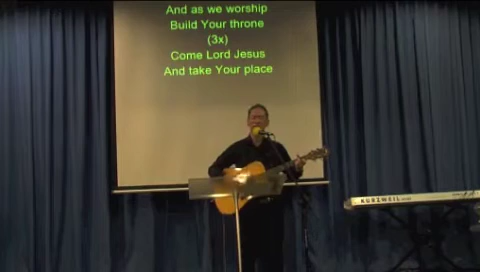 And as we worship
Build Your throne
(3x)
Come Lord Jesus
And take Your place
KURZWEIL